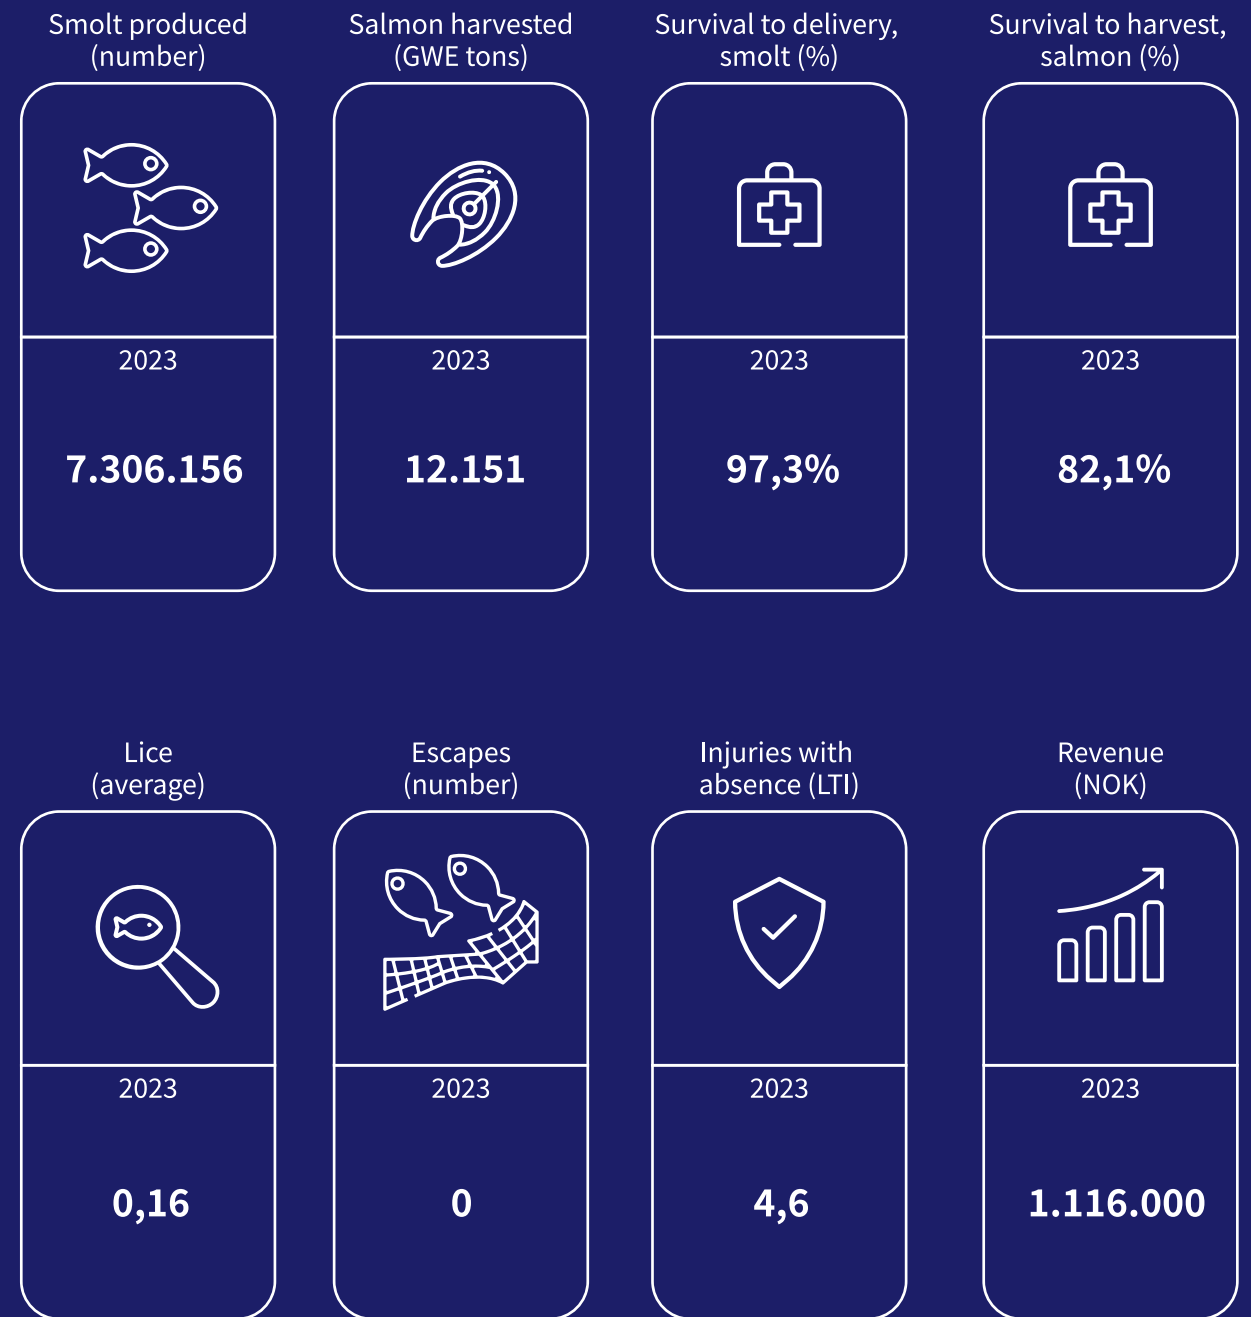 Smolt produced
(number)
Salmon harvested
(GWE tons)
Survival to delivery,
smolt (%)
Survival to harvest,
salmon (%)
2023
2023
2023
2023
7.306.156
12.151
97,3%
82,1%
Lice
(average)
Escapes
(number)
Injuries with
absence (LTI)
Revenue
(NOK)
2023
2023
2023
2023
0,16
0
4,6
1.116.000